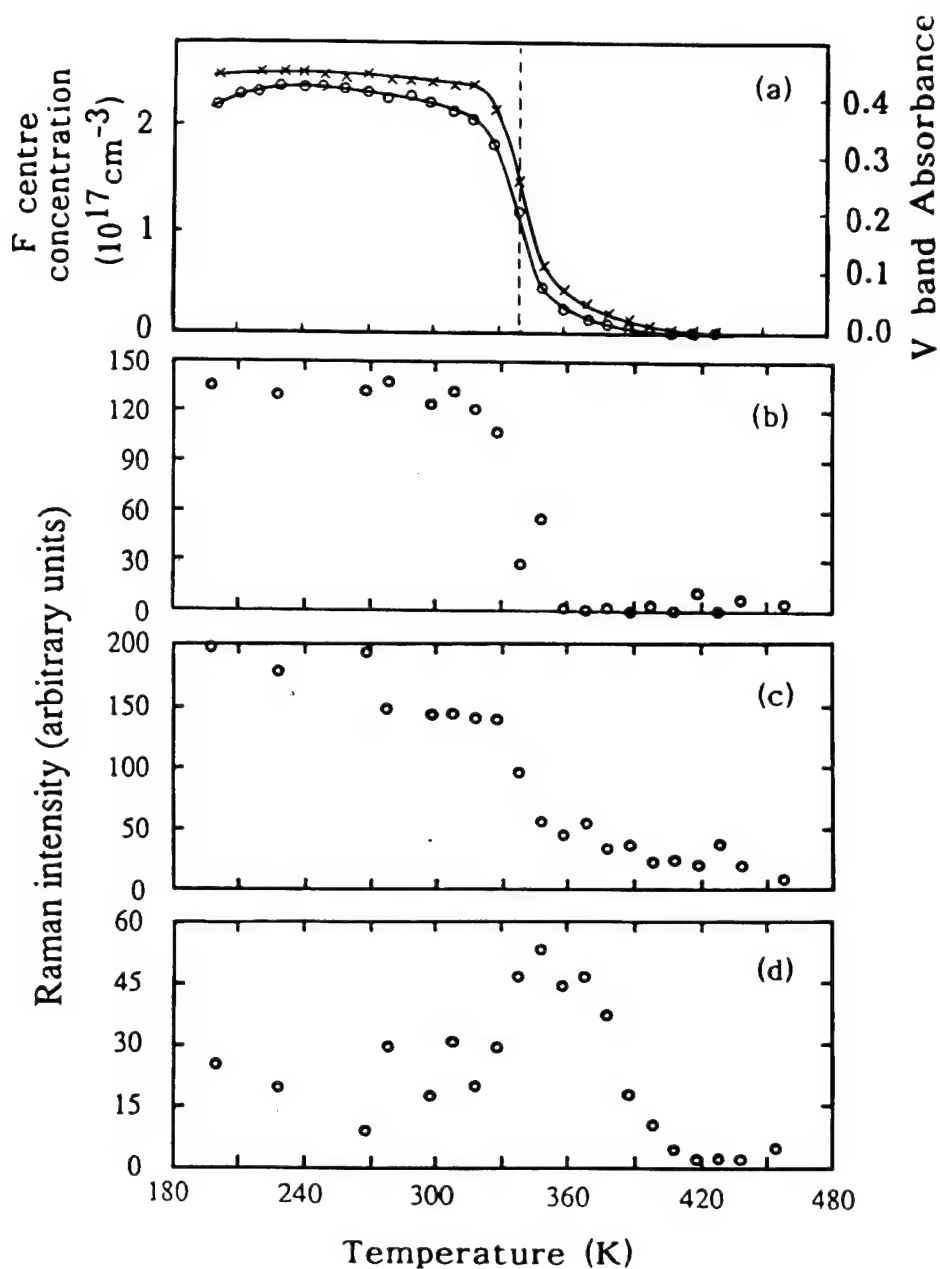 F centre
concentration
(10^17 cm^-3)
2
1
0
(a)
0.4
0.3
0.2
0.1
0.0
V band Absorbance
Raman intensity (arbitrary units)
150
120
90
60
30
0
(b)
200
150
100
50
0
(c)
60
45
30
15
0
(d)
180 240 300 360 420 480
Temperature (K)